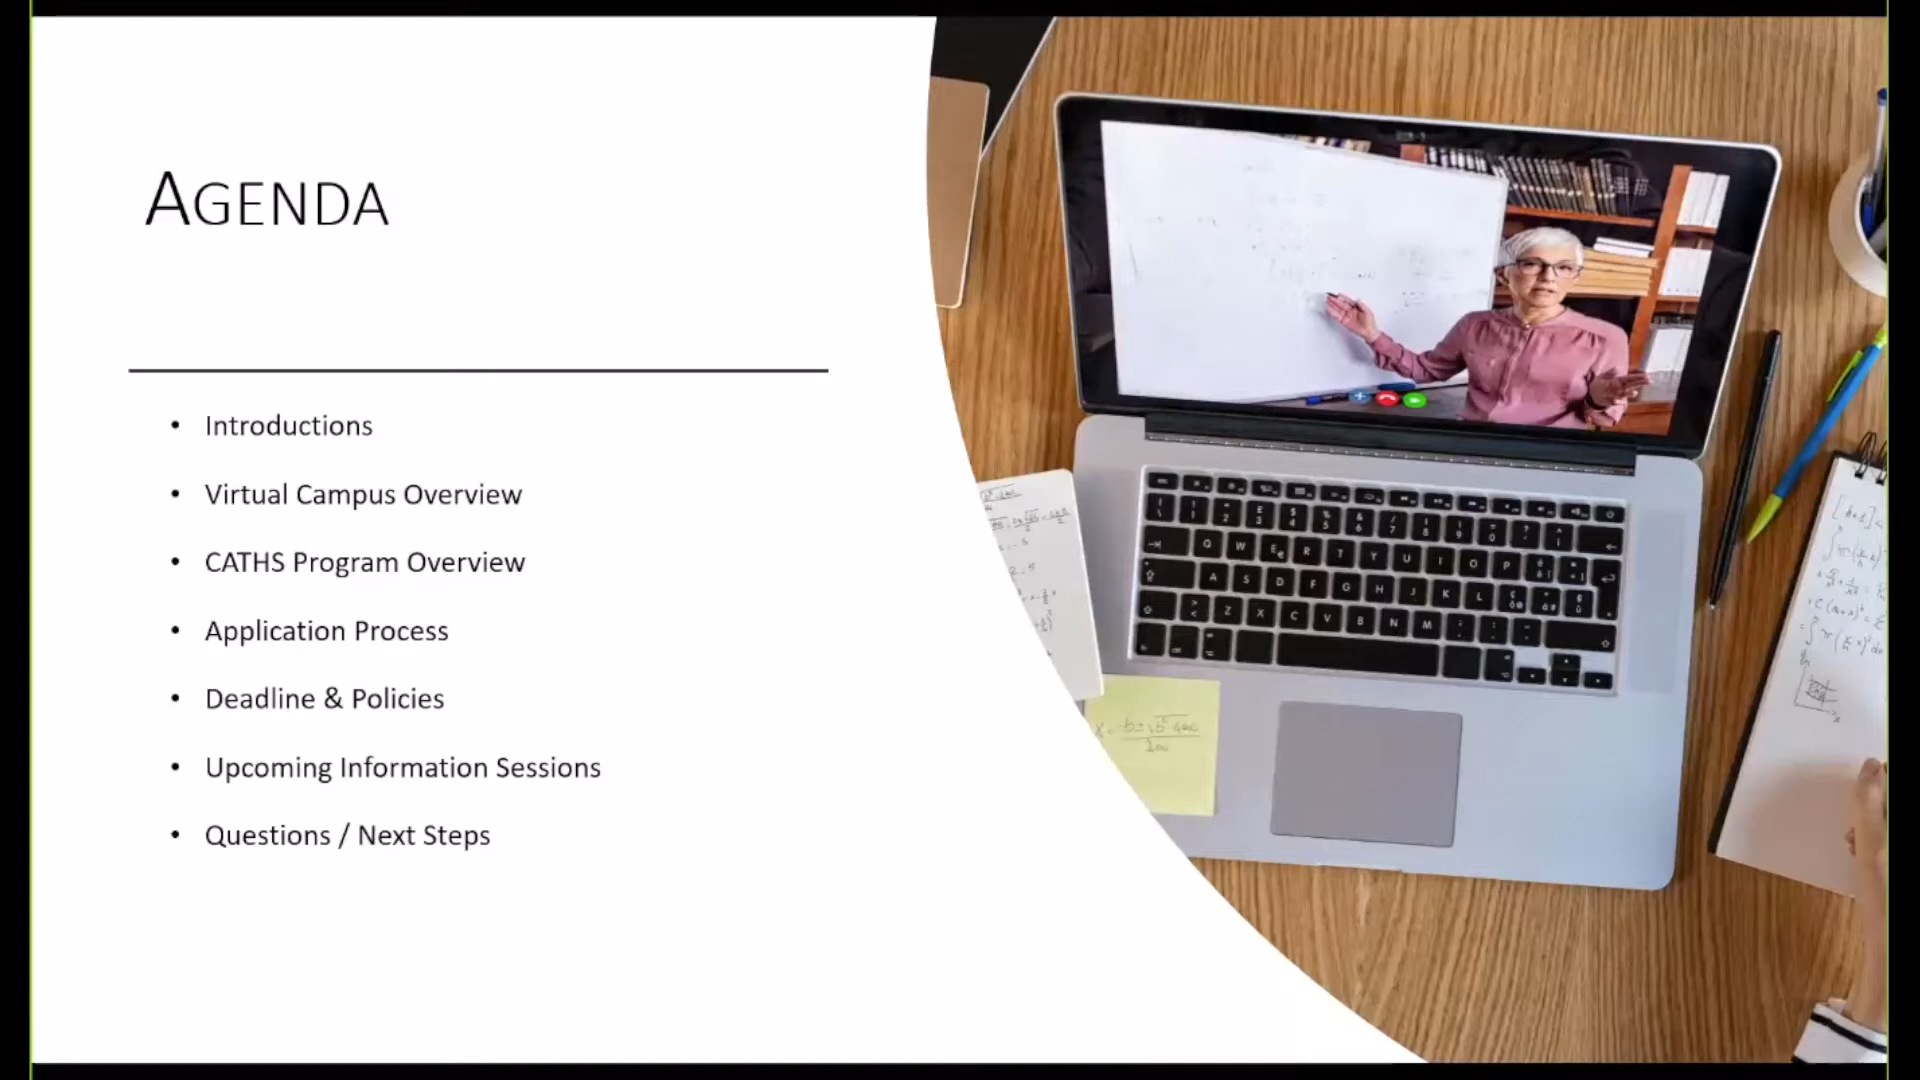 AGENDA
• Introductions
• Virtual Campus Overview
• CATHS Program Overview
• Application Process
• Deadline & Policies
• Upcoming Information Sessions
• Questions / Next Steps